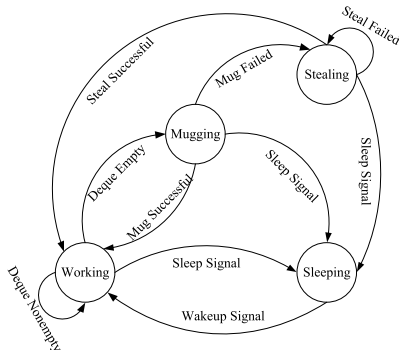 Steal Failed
Steal Successful
Stealing
Mug Failed
Mugging
Deque Empty
Sleep Signal
Sleep Signal
Mug Successful
Working
Sleep Signal
Sleeping
Deque Nonempty
Wakeup Signal